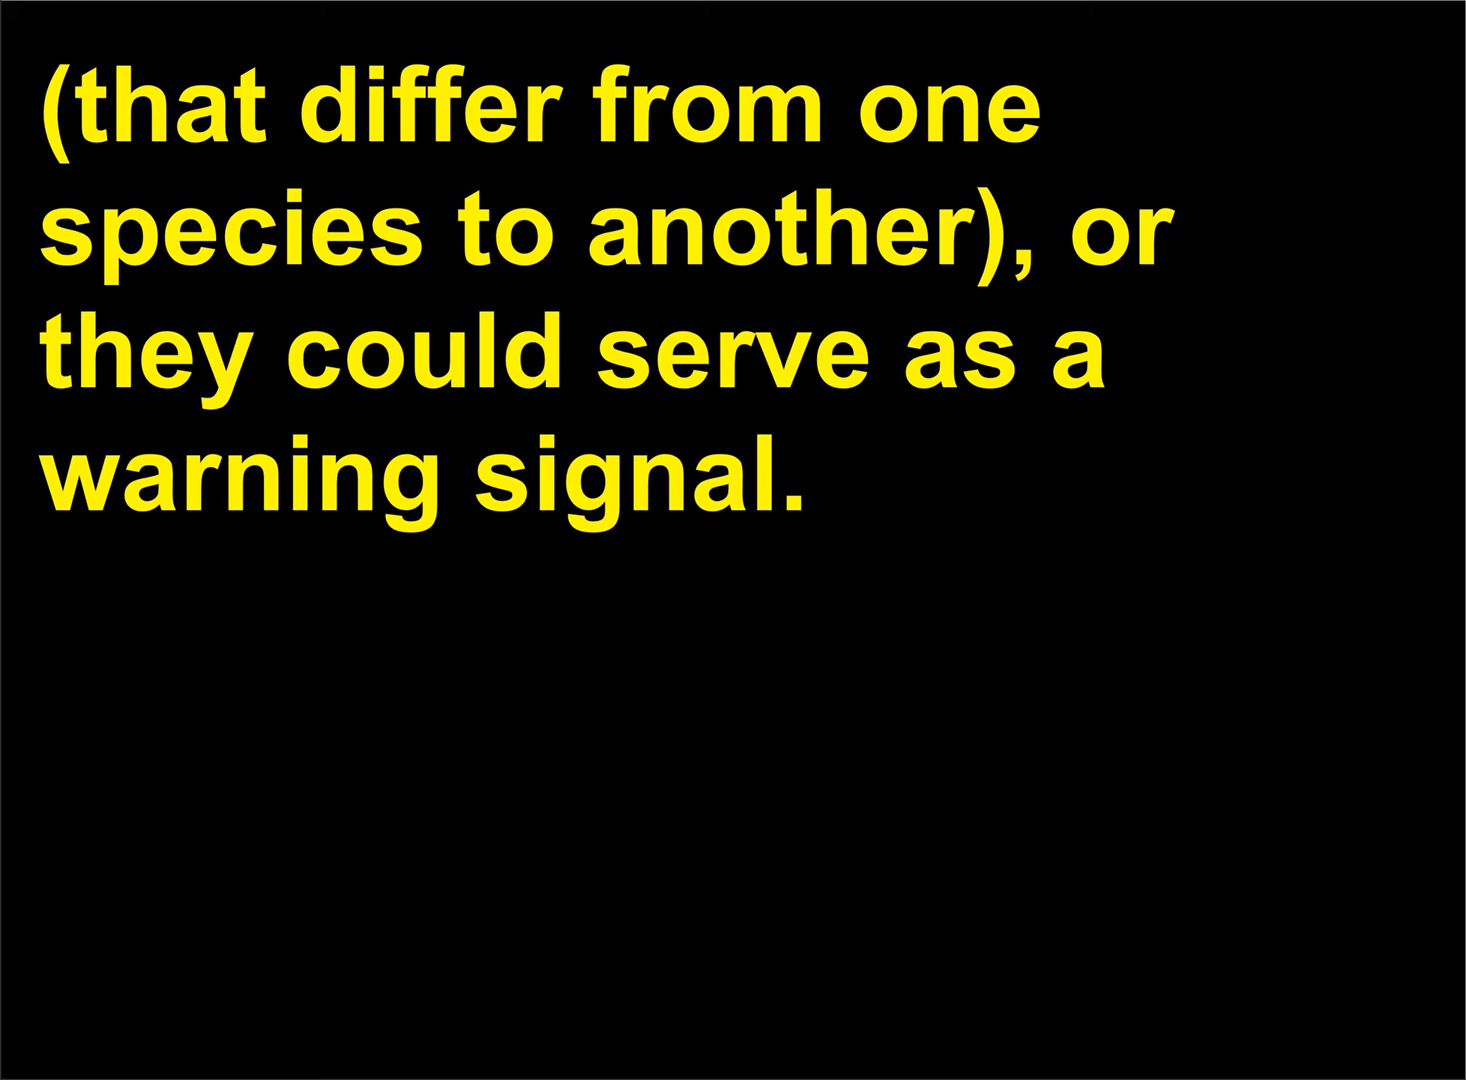 (that differ from one
species to another), or
they could serve as a
warning signal.